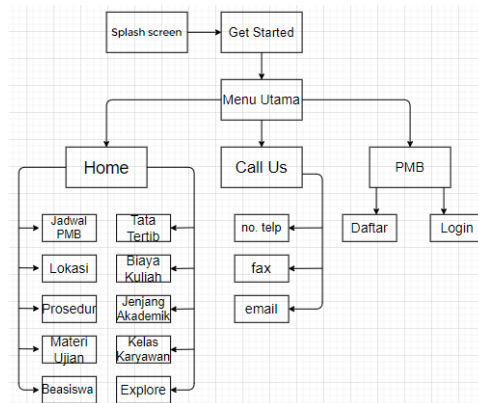 Splash screen
Get Started
Menu Utama
Home
Call Us
PMB
Jadwal
PMB
Tata
Tertib
no. telp
Daftar
Login
Lokasi
Biaya
Kuliah
fax
Prosedur
Jenjang
Akademik
email
Materi
Ujian
Kelas
Karyawan
Beasiswa
Explore